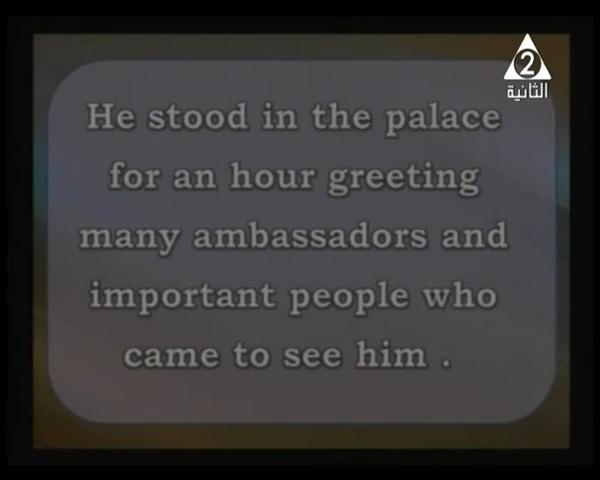 2
الثانية
He stood in the palace
for an hour greeting
many ambassadors and
important people who
came to see him .